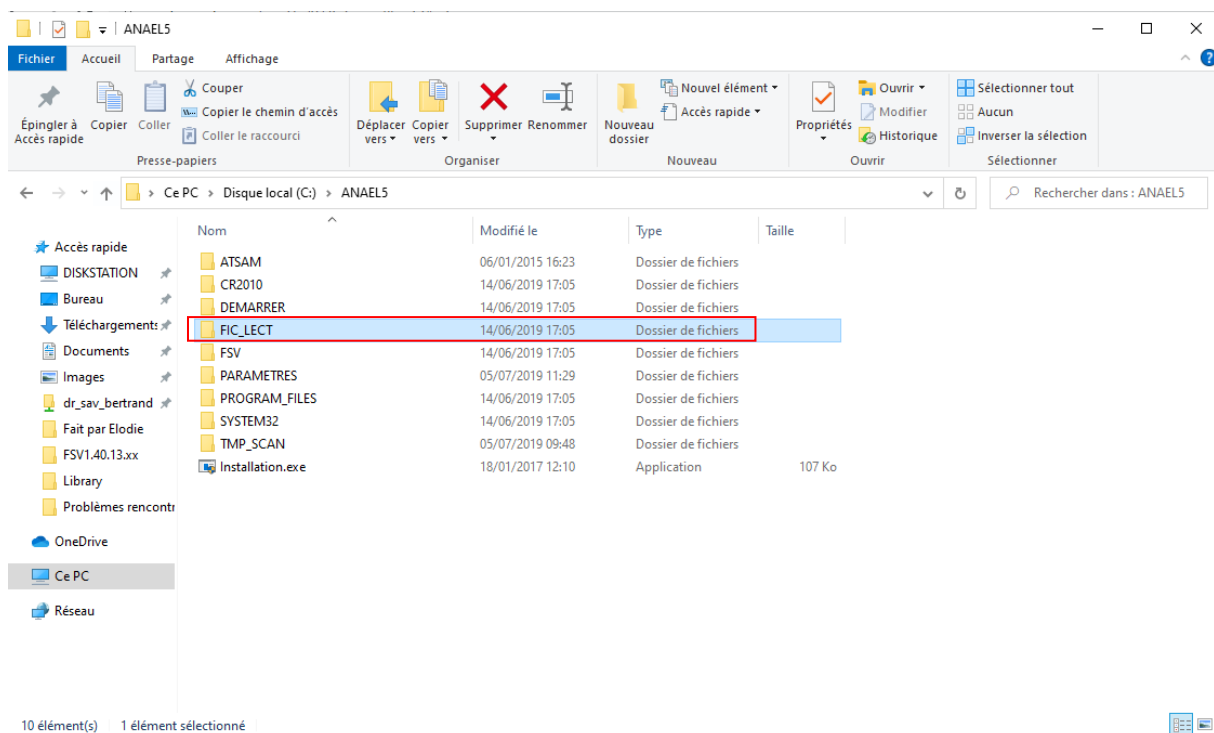 ANAEL5
Fichier Accueil Partage Affichage
Épingler à Accès rapide
Copier
Coller
Couper
Copier le chemin d'accès
Coller le raccourci
Presse-papiers
Déplacer vers
Copier vers
Supprimer
Renommer
Organiser
Nouveau dossier
Nouvel élément
Accès rapide
Nouveau
Propriétés
Ouvrir
Modifier
Historique
Ouvrir
Sélectionner tout
Aucun
Inverser la sélection
Sélectionner
Ce PC > Disque local (C:) > ANAEL5
Rechercher dans : ANAEL5
Accès rapide
DISKSTATION
Bureau
Téléchargements
Documents
Images
dr_sav_bertrand
Fait par Elodie
FSV1.40.13.xx
Library
Problèmes rencontr
OneDrive
Ce PC
Réseau
Nom Modifié le Type Taille
ATSAM 06/01/2015 16:23 Dossier de fichiers
CR2010 14/06/2019 17:05 Dossier de fichiers
DEMARRER 14/06/2019 17:05 Dossier de fichiers
FIC_LECT 14/06/2019 17:05 Dossier de fichiers
FSV 14/06/2019 17:05 Dossier de fichiers
PARAMETRES 05/07/2019 11:29 Dossier de fichiers
PROGRAM_FILES 14/06/2019 17:05 Dossier de fichiers
SYSTEM32 14/06/2019 17:05 Dossier de fichiers
TMP_SCAN 05/07/2019 09:48 Dossier de fichiers
Installation.exe 18/01/2017 12:10 Application 107 Ko
10 élément(s) 1 élément sélectionné